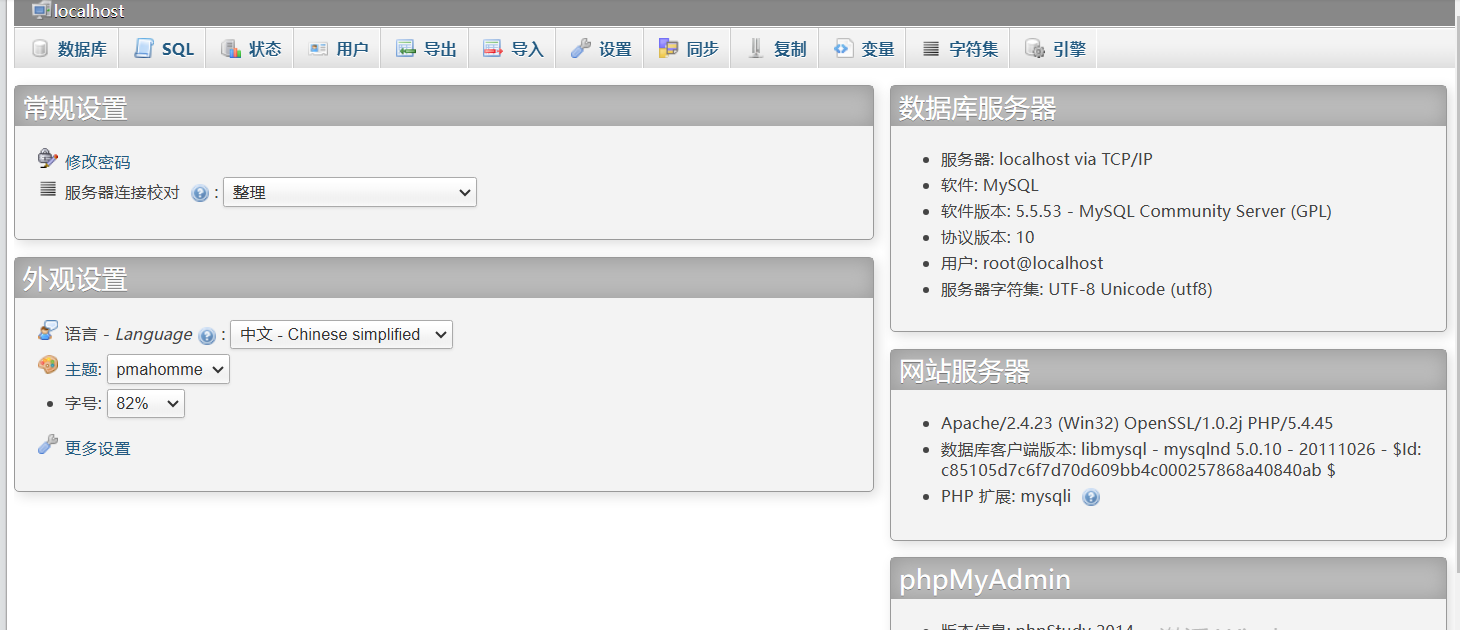 localhost
数据库 SQL 状态 用户 导出 导入 设置 同步 复制 变量 字符集 引擎
常规设置
修改密码
服务器连接校对 : 整理
外观设置
语言 - Language : 中文 - Chinese simplified
主题: pmahomme
字号: 82%
更多设置
数据库服务器
服务器: localhost via TCP/IP
软件: MySQL
软件版本: 5.5.53 - MySQL Community Server (GPL)
协议版本: 10
用户: root@localhost
服务器字符集: UTF-8 Unicode (utf8)
网站服务器
Apache/2.4.23 (Win32) OpenSSL/1.0.2j PHP/5.4.45
数据库客户端版本: libmysql - mysqlnd 5.0.10 - 20111026 - $Id:
c85105d7c6f7d70d609bb4c000257868a40840ab $
PHP 扩展: mysqli
phpMyAdmin
版本信息: phpStudy 2014